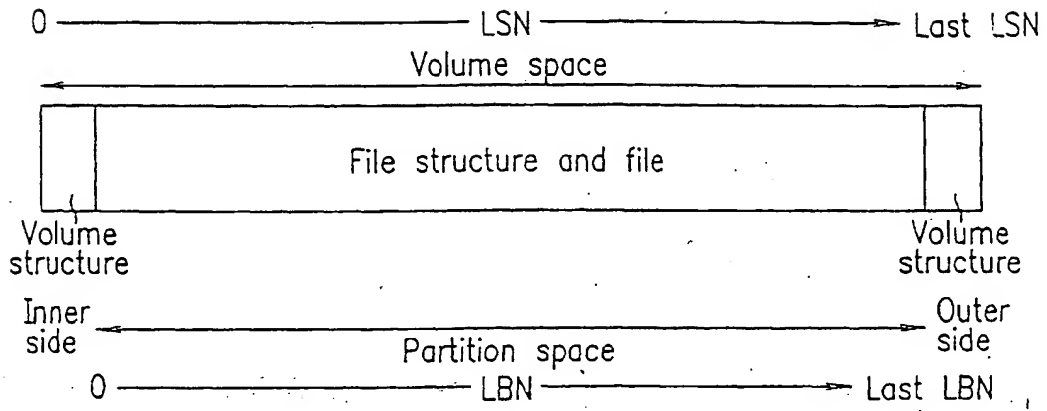 0 LSN Last LSN
Volume space
File structure and file
Volume structure
Volume structure
Inner side
Outer side
Partition space
0 LBN Last LBN